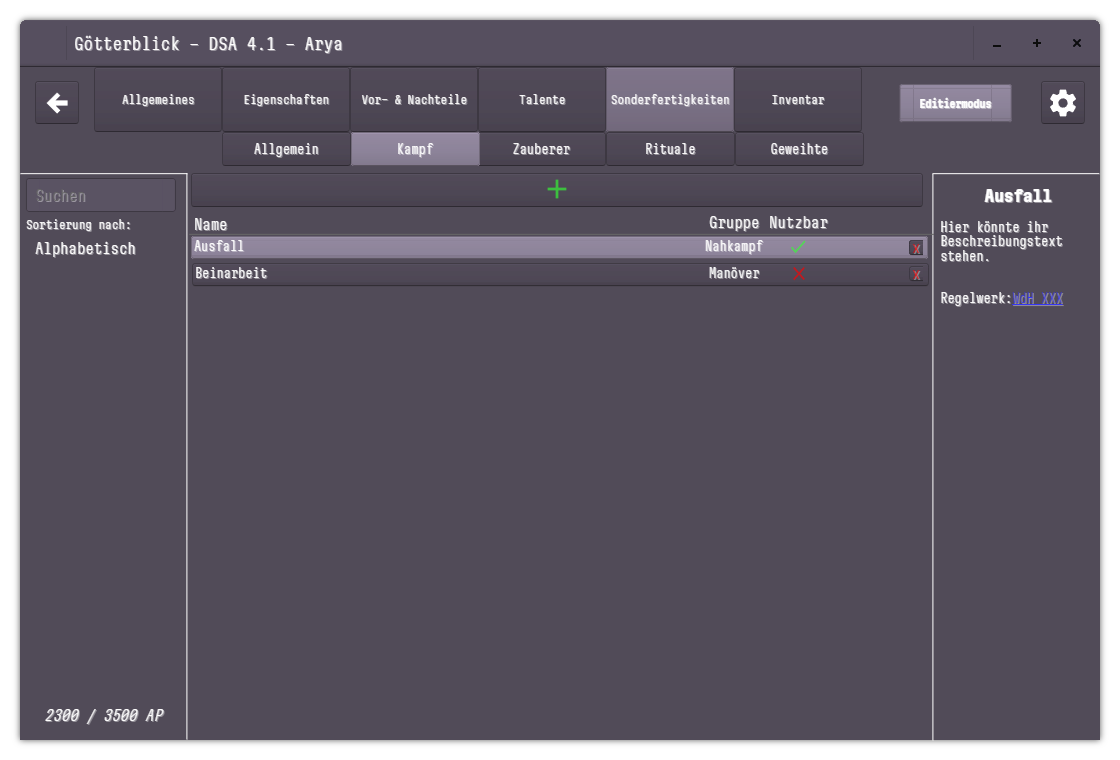 Götterblick - DSA 4.1 - Arya
Allgemeines
Eigenschaften
Vor- & Nachteile
Talente
Sonderfertigkeiten
Inventar
Editiermodus
Allgemein
Kampf
Zauberer
Rituale
Geweihte
Suchen
Sortierung nach:
Alphabetisch
Name Gruppe Nutzbar
Ausfall Nahkampf X
Beinarbeit Manöver X
Ausfall
Hier könnte ihr
Beschreibungstext
stehen.
Regelwerk: WdH XXX
2300 / 3500 AP